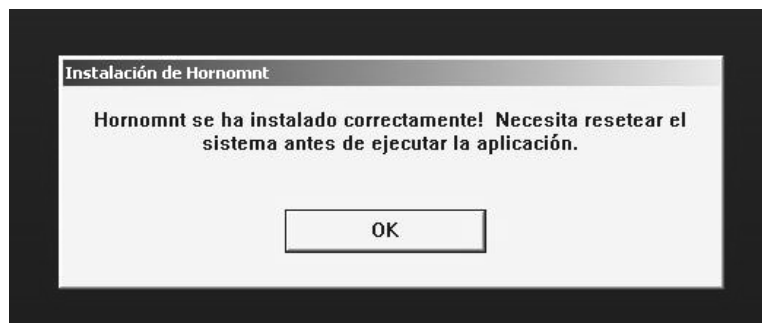 Instalación de Hornomnt
Hornomnt se ha instalado correctamente! Necesita resetear el
sistema antes de ejecutar la aplicación.
OK